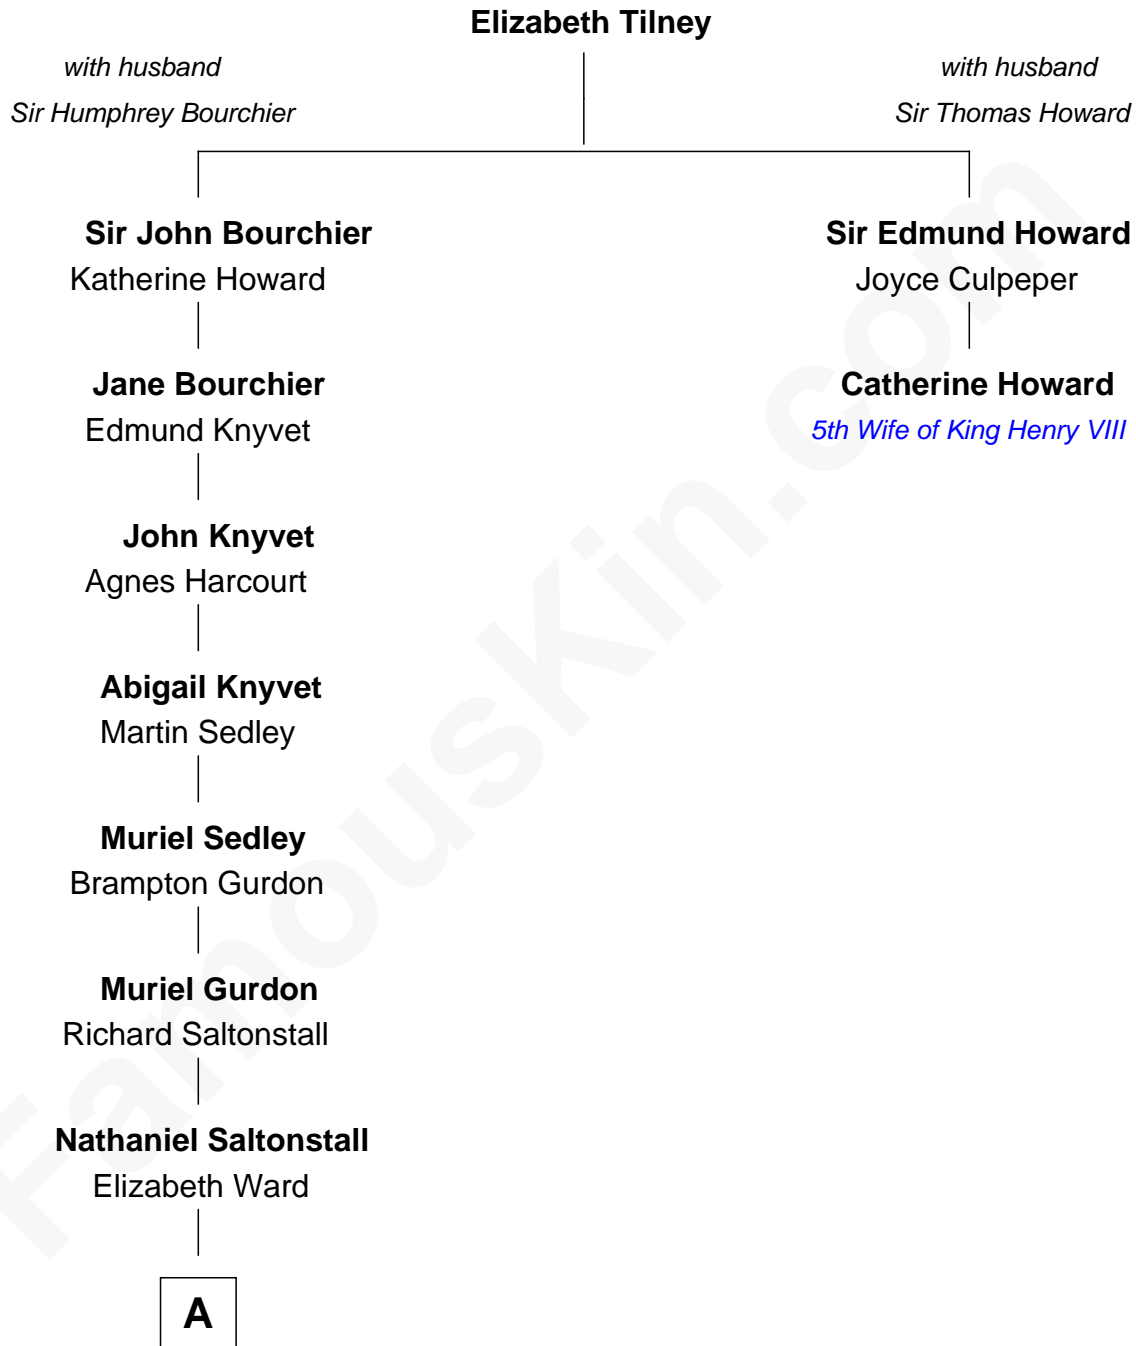 Elizabeth Tilney
with husband
Sir Humphrey Bourchier
with husband
Sir Thomas Howard
Sir John Bourchier
Katherine Howard
Sir Edmund Howard
Joyce Culpeper
Jane Bourchier
Edmund Knyvet
Catherine Howard
5th Wife of King Henry VIII
John Knyvet
Agnes Harcourt
Abigail Knyvet
Martin Sedley
Muriel Sedley
Brampton Gurdon
Muriel Gurdon
Richard Saltonstall
Nathaniel Saltonstall
Elizabeth Ward
A
FamousKin.com